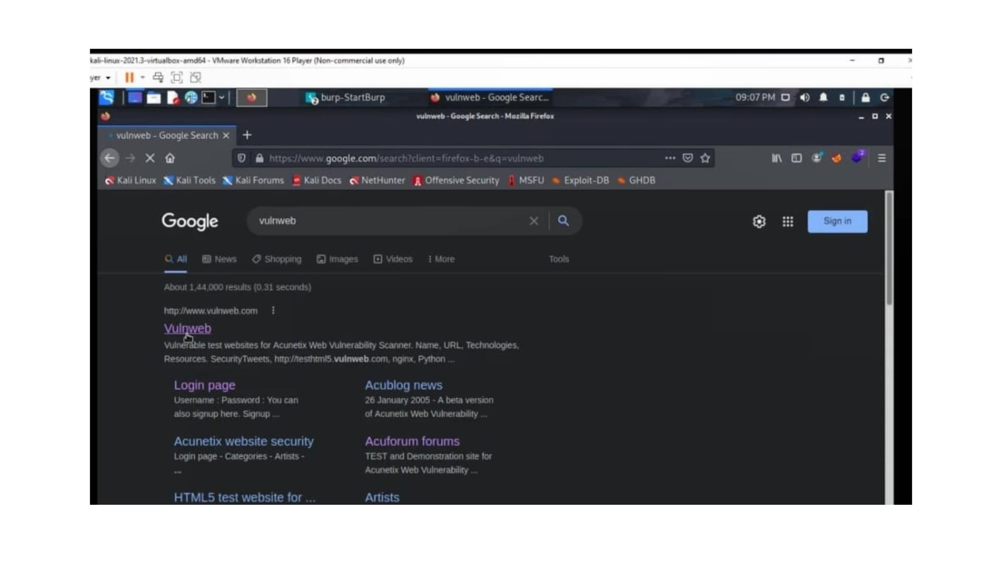 kali-linux-2021.3-virtualbox-amd64 - VMware Workstation 16 Player (Non-commercial use only)
yer
burp-StartBurp
vulnweb - Google Searc...
09:07 PM
vulnweb - Google Search - Mozilla Firefox
vulnweb - Google Search
https://www.google.com/search?client=firefox-b-e&q=vulnweb
Kali Linux Kali Tools Kali Forums Kali Docs NetHunter Offensive Security MSFU Exploit-DB GHDB
Google
vulnweb
Sign in
All News Shopping Images Videos More Tools
About 1,44,000 results (0.31 seconds)
http://www.vulnweb.com
Vulnweb
Vulnerable test websites for Acunetix Web Vulnerability Scanner. Name, URL, Technologies,
Resources. SecurityTweets, http://testhtml5.vulnweb.com, nginx, Python ...
Login page
Username : Password : You can
also signup here. Signup ...
Acublog news
26 January 2005 - A beta version
of Acunetix Web Vulnerability ...
Acunetix website security
Login page - Categories - Artists -
...
Acuforum forums
TEST and Demonstration site for
Acunetix Web Vulnerability ...
HTML5 test website for ...
Artists